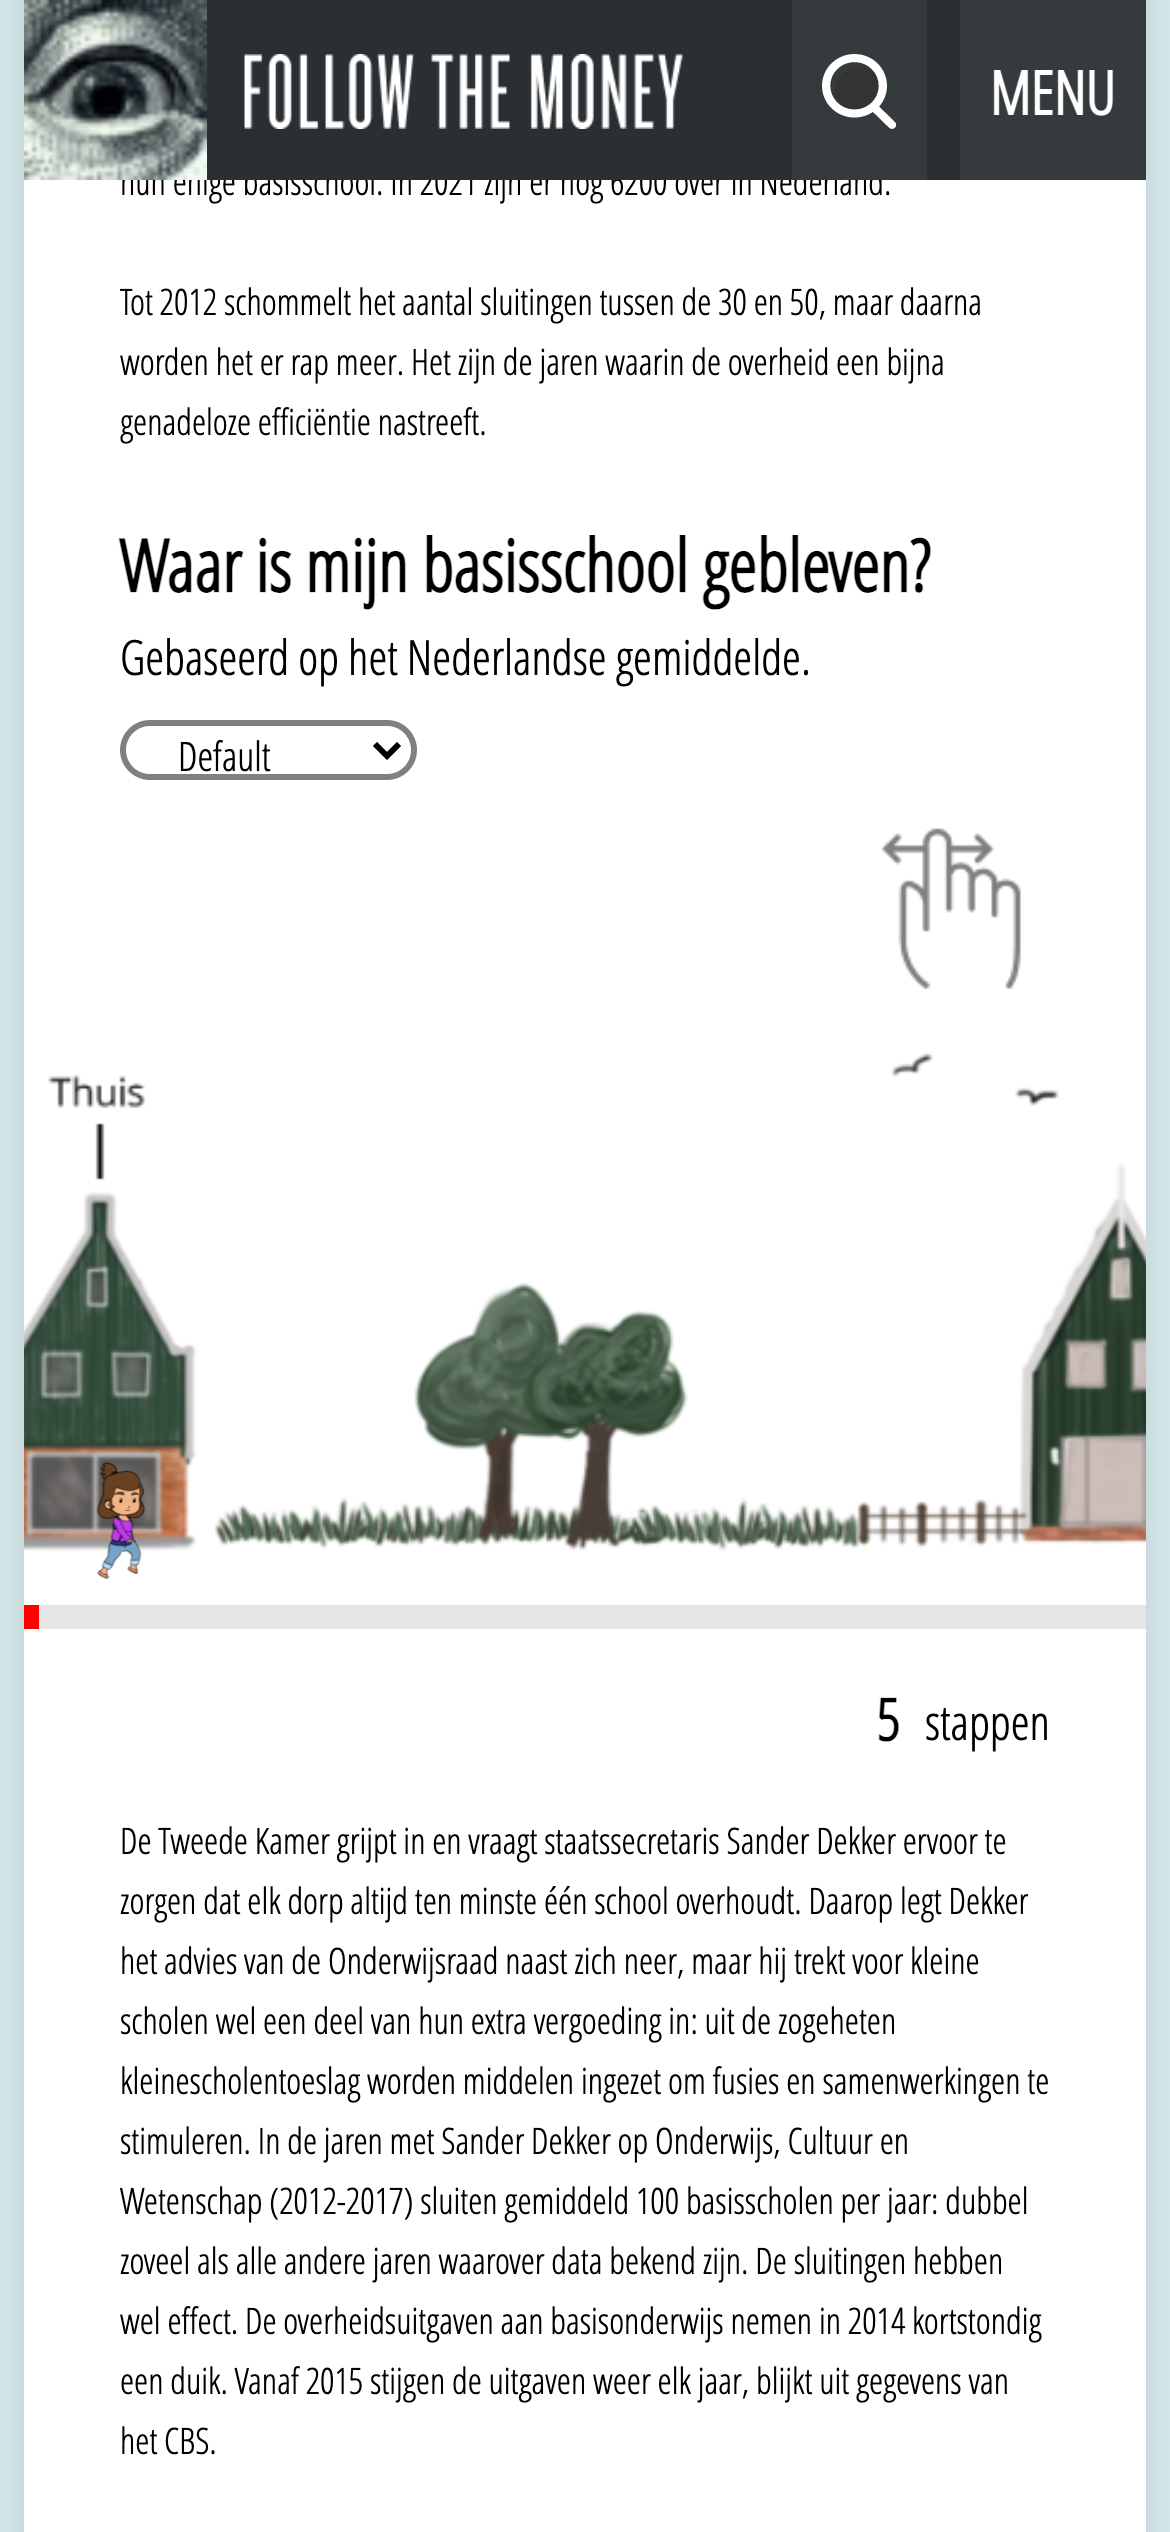 FOLLOW THE MONEY
MENU
hun enige basisschool. In 2021 zijn er nog 6200 over in Nederland.
Tot 2012 schommelt het aantal sluitingen tussen de 30 en 50, maar daarna
worden het er rap meer. Het zijn de jaren waarin de overheid een bijna
genadeloze efficiëntie nastreeft.
Waar is mijn basisschool gebleven?
Gebaseerd op het Nederlandse gemiddelde.
Default
Thuis
5 stappen
De Tweede Kamer grijpt in en vraagt staatssecretaris Sander Dekker ervoor te
zorgen dat elk dorp altijd ten minste één school overhoudt. Daarop legt Dekker
het advies van de Onderwijsraad naast zich neer, maar hij trekt voor kleine
scholen wel een deel van hun extra vergoeding in: uit de zogeheten
kleinescholentoeslag worden middelen ingezet om fusies en samenwerkingen te
stimuleren. In de jaren met Sander Dekker op Onderwijs, Cultuur en
Wetenschap (2012-2017) sluiten gemiddeld 100 basisscholen per jaar: dubbel
zoveel als alle andere jaren waarover data bekend zijn. De sluitingen hebben
wel effect. De overheidsuitgaven aan basisonderwijs nemen in 2014 kortstondig
een duik. Vanaf 2015 stijgen de uitgaven weer elk jaar, blijkt uit gegevens van
het CBS.